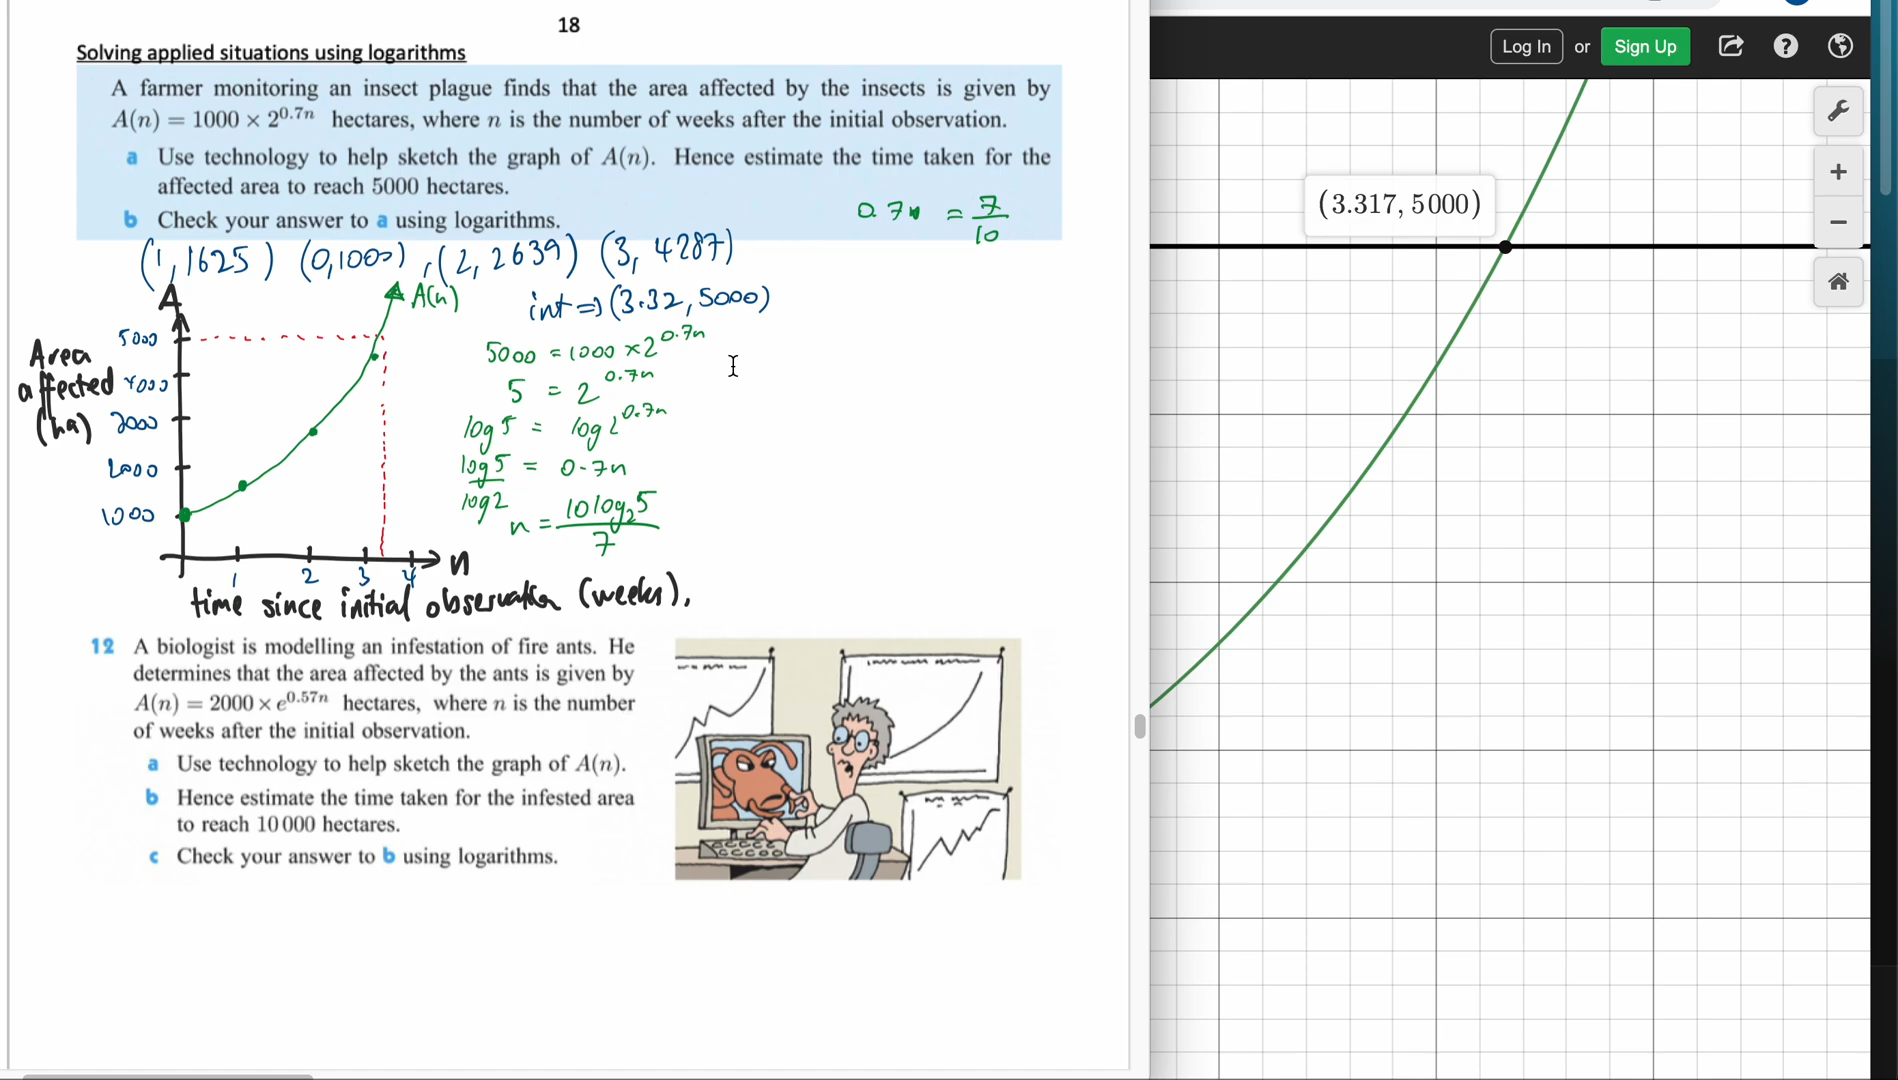 18
Solving applied situations using logarithms
A farmer monitoring an insect plague finds that the area affected by the insects is given by
A(n) = 1000 × 2^0.7n hectares, where n is the number of weeks after the initial observation.
a Use technology to help sketch the graph of A(n). Hence estimate the time taken for the
affected area to reach 5000 hectares.
b Check your answer to a using logarithms.
0.7n = 7/10
(1, 1625) (0,1000), (2, 2639) (3, 4287)
A
A(n)
int ⇒ (3.32, 5000)
Area
affected
(ha)
5000
4000
3000
2000
1000
1 2 3 4 n
time since initial observation (weeks).
5000 = 1000 × 2^0.7n
5 = 2^0.7n
log 5 = log 2^0.7n
log 5 / log 2 = 0.7n
n = 10 log₂5 / 7
12 A biologist is modelling an infestation of fire ants. He
determines that the area affected by the ants is given by
A(n) = 2000 × e^0.57n hectares, where n is the number
of weeks after the initial observation.
a Use technology to help sketch the graph of A(n).
b Hence estimate the time taken for the infested area
to reach 10 000 hectares.
c Check your answer to b using logarithms.
Log In or Sign Up
(3.317, 5000)